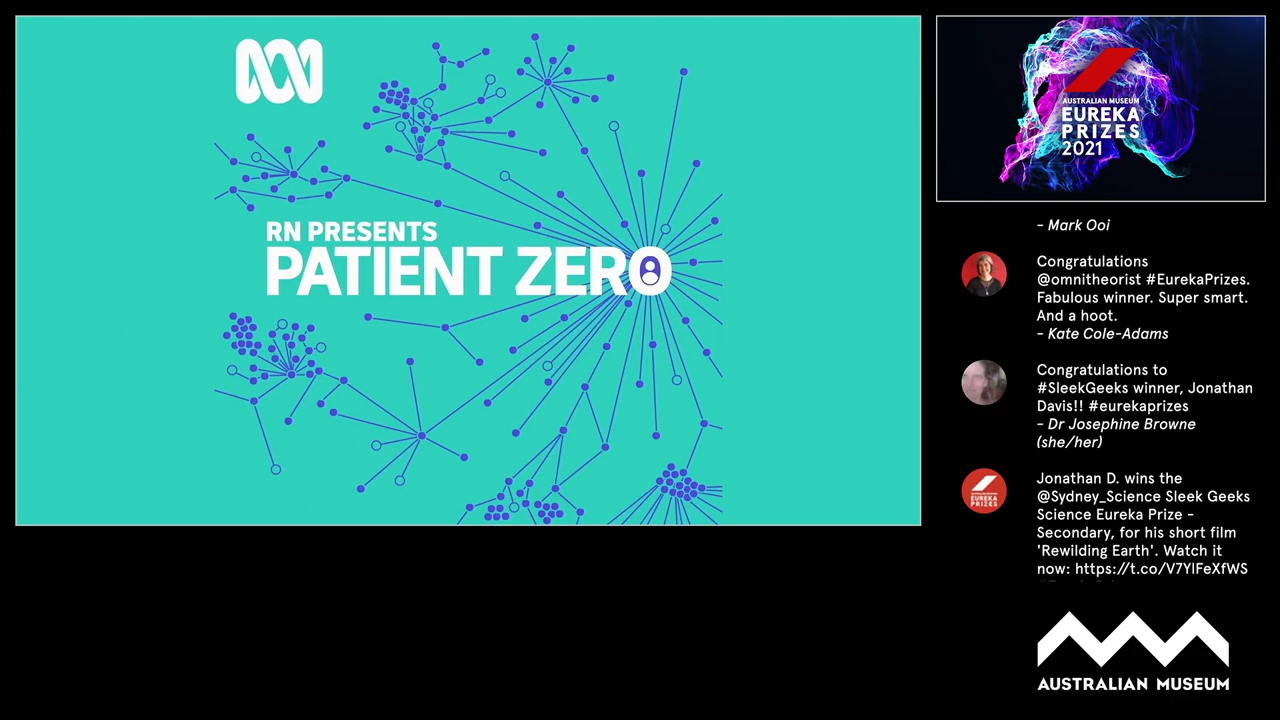 RN PRESENTS
PATIENT ZERO
AUSTRALIAN MUSEUM
EUREKA
PRIZES
2021
- Mark Ooi
Congratulations
@omnitheorist #EurekaPrizes.
Fabulous winner. Super smart.
And a hoot.
- Kate Cole-Adams
Congratulations to
#SleekGeeks winner, Jonathan
Davis!! #eurekaprizes
- Dr Josephine Browne
(she/her)
EUREKA
PRIZES
Jonathan D. wins the
@Sydney_Science Sleek Geeks
Science Eureka Prize -
Secondary, for his short film
'Rewilding Earth'. Watch it
now: https://t.co/V7YlFeXfWS
AUSTRALIAN MUSEUM